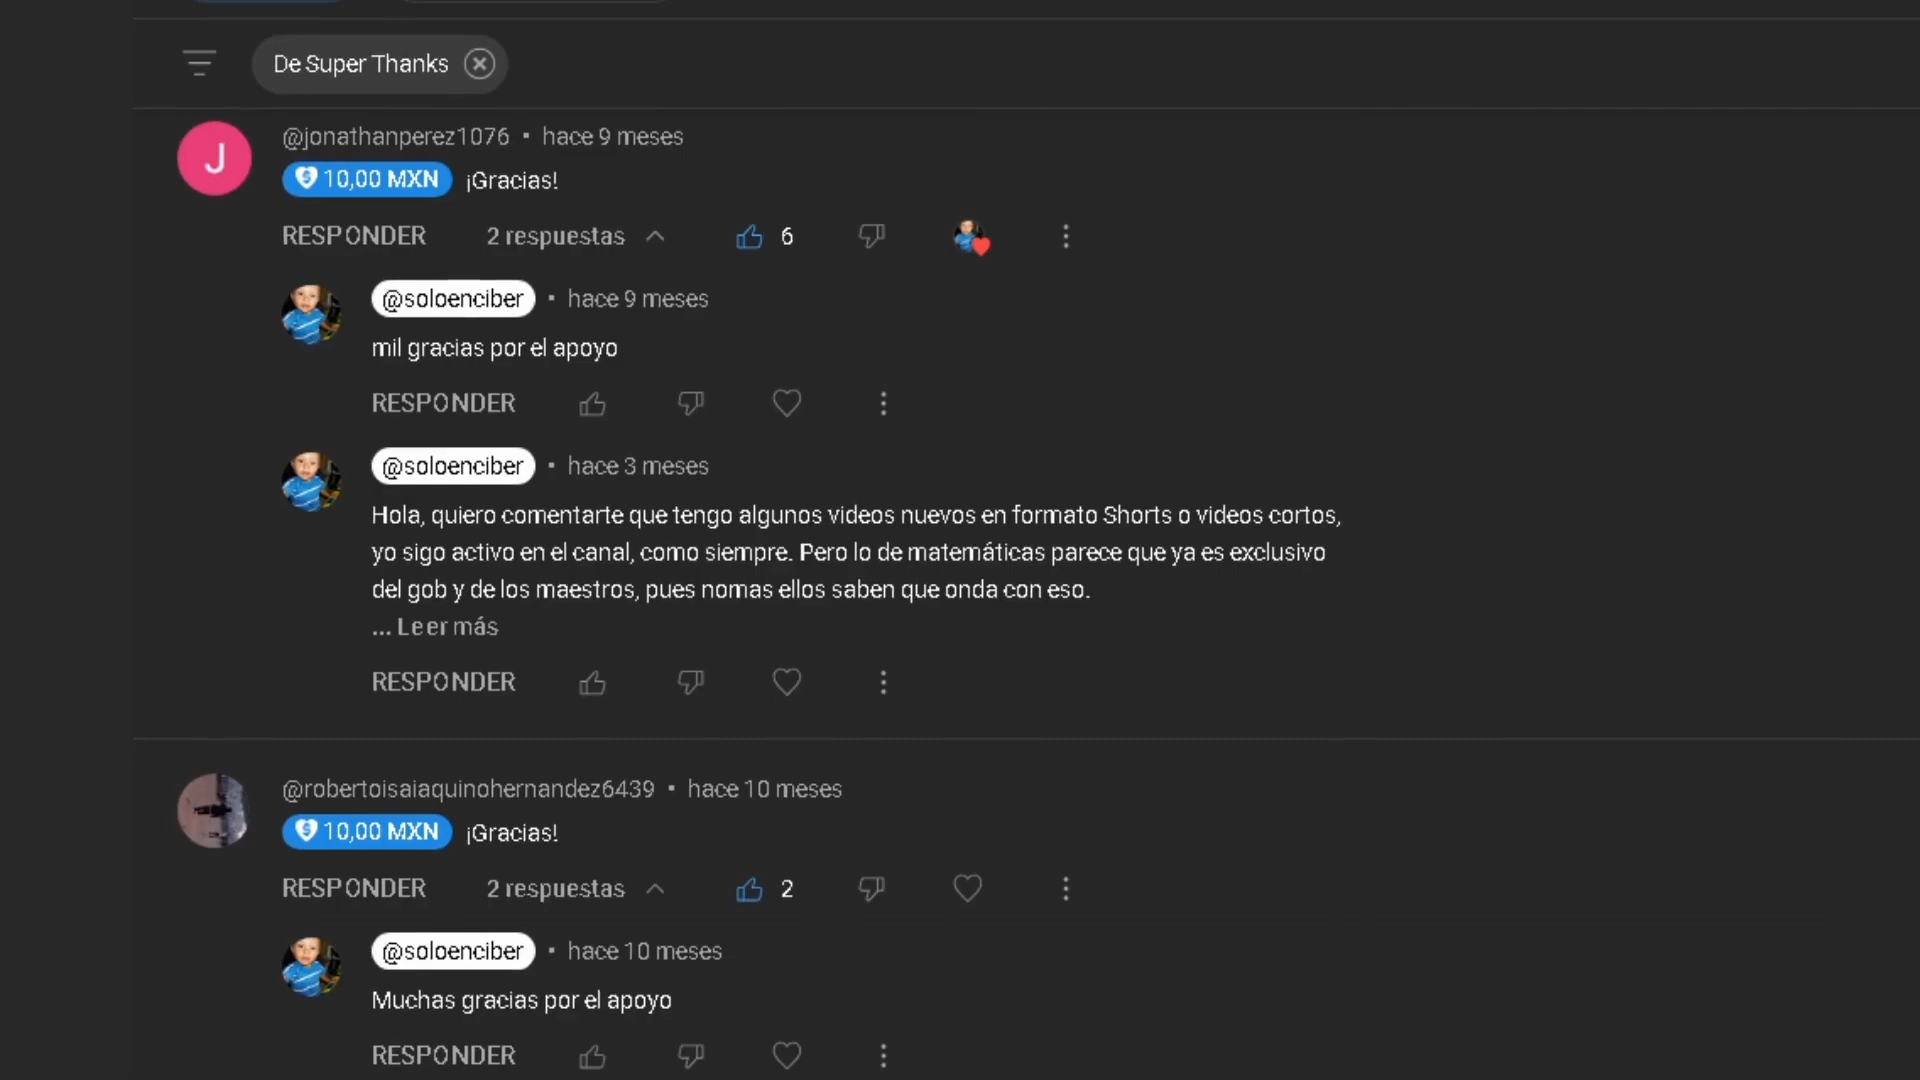 De Super Thanks
@jonathanperez1076 • hace 9 meses
10,00 MXN ¡Gracias!
RESPONDER 2 respuestas 6
@soloenciber • hace 9 meses
mil gracias por el apoyo
RESPONDER
@soloenciber • hace 3 meses
Hola, quiero comentarte que tengo algunos videos nuevos en formato Shorts o videos cortos,
yo sigo activo en el canal, como siempre. Pero lo de matemáticas parece que ya es exclusivo
del gob y de los maestros, pues nomas ellos saben que onda con eso.
... Leer más
RESPONDER
@robertoisaiaquinohernandez6439 • hace 10 meses
10,00 MXN ¡Gracias!
RESPONDER 2 respuestas 2
@soloenciber • hace 10 meses
Muchas gracias por el apoyo
RESPONDER